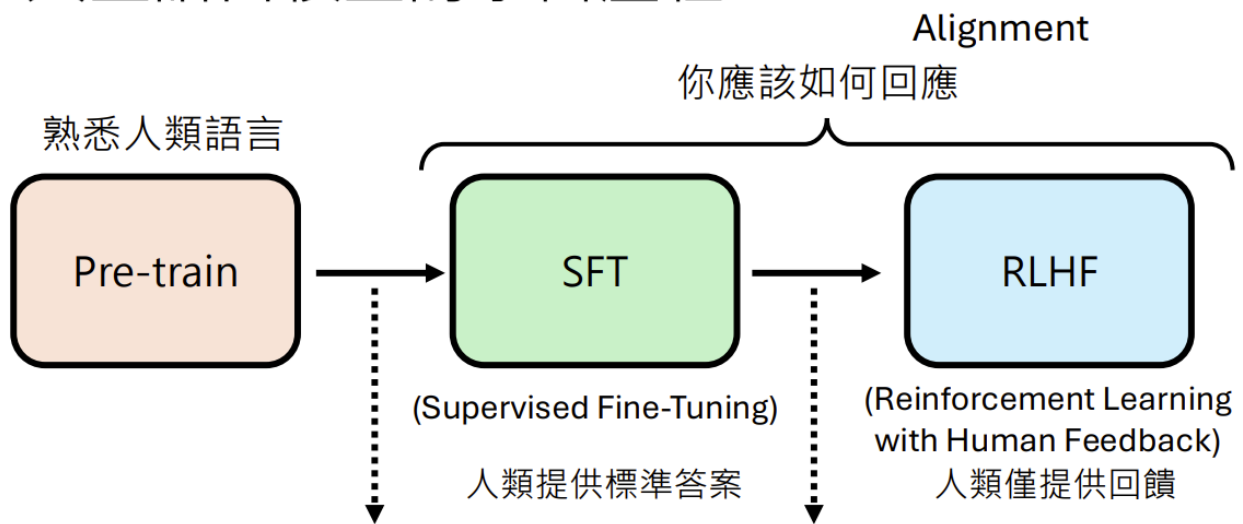 Alignment
你應該如何回應
熟悉人類語言
Pre-train
SFT
RLHF
(Supervised Fine-Tuning)
人類提供標準答案
(Reinforcement Learning
with Human Feedback)
人類僅提供回饋